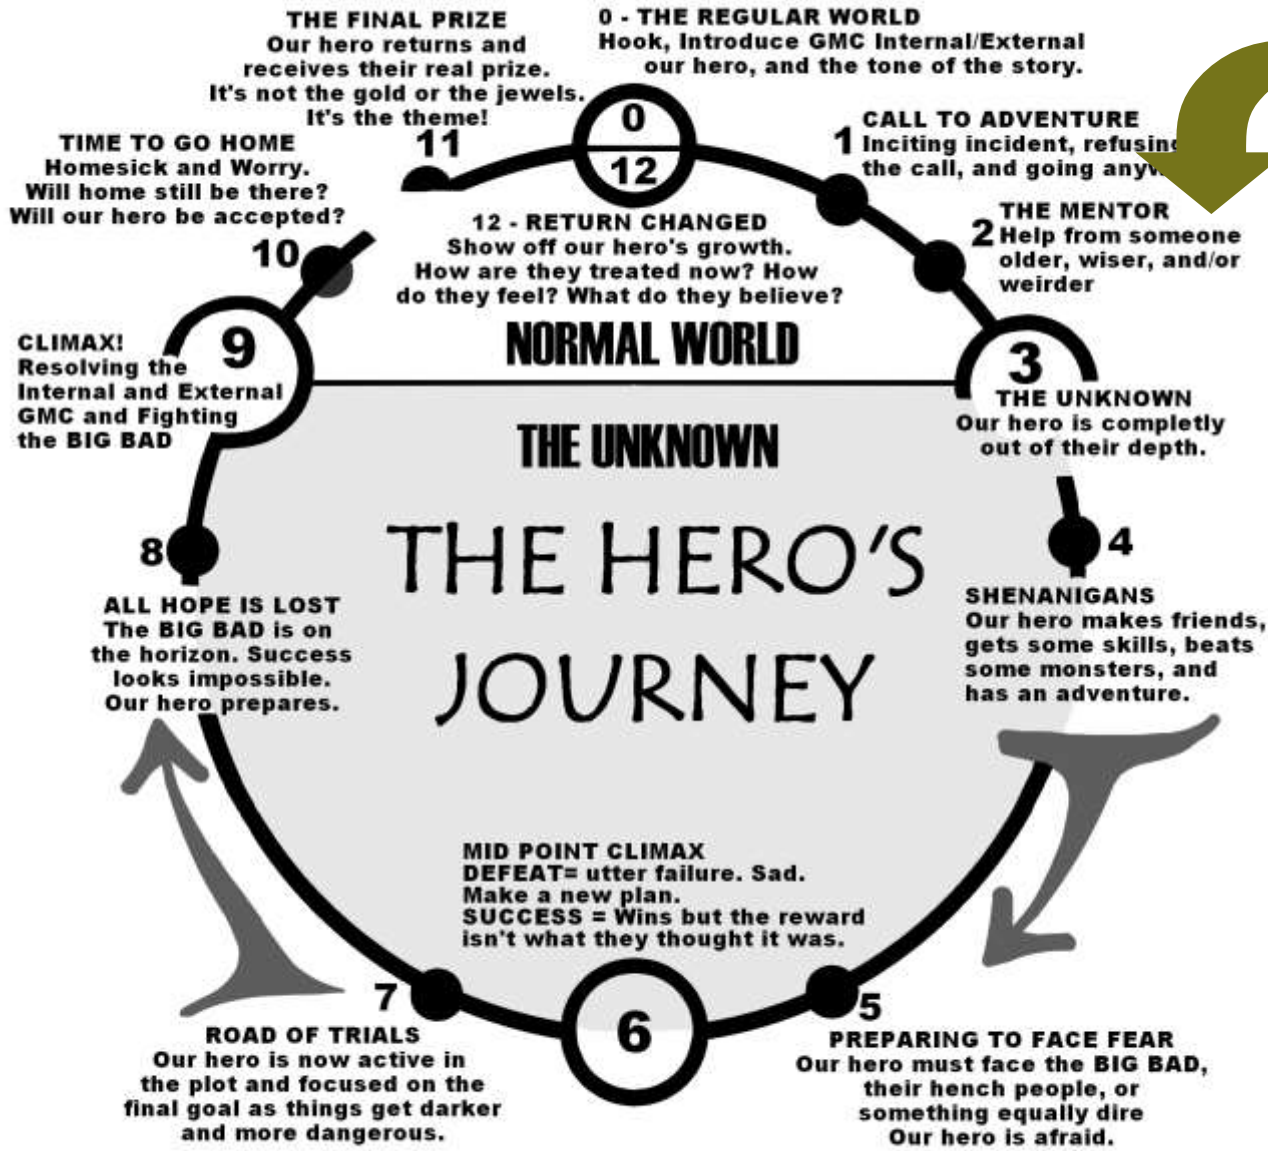 0 - THE REGULAR WORLD
Hook, Introduce GMC Internal/External
our hero, and the tone of the story.
0
12
1
CALL TO ADVENTURE
Inciting incident, refusing
the call, and going
2
THE MENTOR
Help from someone
older, wiser, and/or
weirder
3
THE UNKNOWN
Our hero is completly
out of their depth.
4
SHENANIGANS
Our hero makes friends,
gets some skills, beats
some monsters, and
has an adventure.
5
PREPARING TO FACE FEAR
Our hero must face the BIG BAD,
their hench people, or
something equally dire
Our hero is afraid.
6
MID POINT CLIMAX
DEFEAT= utter failure. Sad.
Make a new plan.
SUCCESS = Wins but the reward
isn't what they thought it was.
7
ROAD OF TRIALS
Our hero is now active in
the plot and focused on the
final goal as things get darker
and more dangerous.
8
ALL HOPE IS LOST
The BIG BAD is on
the horizon. Success
looks impossible.
Our hero prepares.
9
CLIMAX!
Resolving the
Internal and External
GMC and Fighting
the BIG BAD
10
TIME TO GO HOME
Homesick and Worry.
Will home still be there?
Will our hero be accepted?
11
THE FINAL PRIZE
Our hero returns and
receives their real prize.
It's not the gold or the jewels.
It's the theme!
12 - RETURN CHANGED
Show off our hero's growth.
How are they treated now? How
do they feel? What do they believe?
NORMAL WORLD
THE UNKNOWN
THE HERO'S
JOURNEY